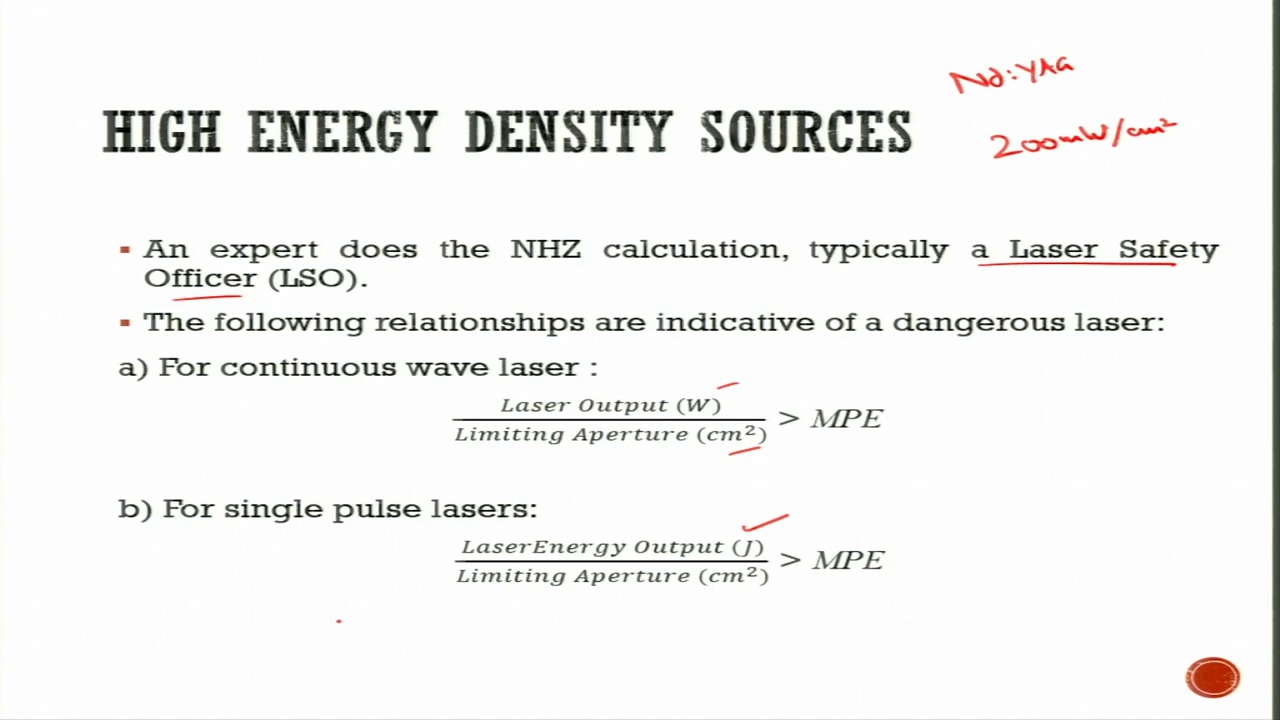 Nd:YAG
HIGH ENERGY DENSITY SOURCES
200mW/cm²
▪ An expert does the NHZ calculation, typically a Laser Safety
Officer (LSO).
▪ The following relationships are indicative of a dangerous laser:
a) For continuous wave laser :
Laser Output (W)
Limiting Aperture (cm²) > MPE
b) For single pulse lasers:
LaserEnergy Output (J)
Limiting Aperture (cm²) > MPE